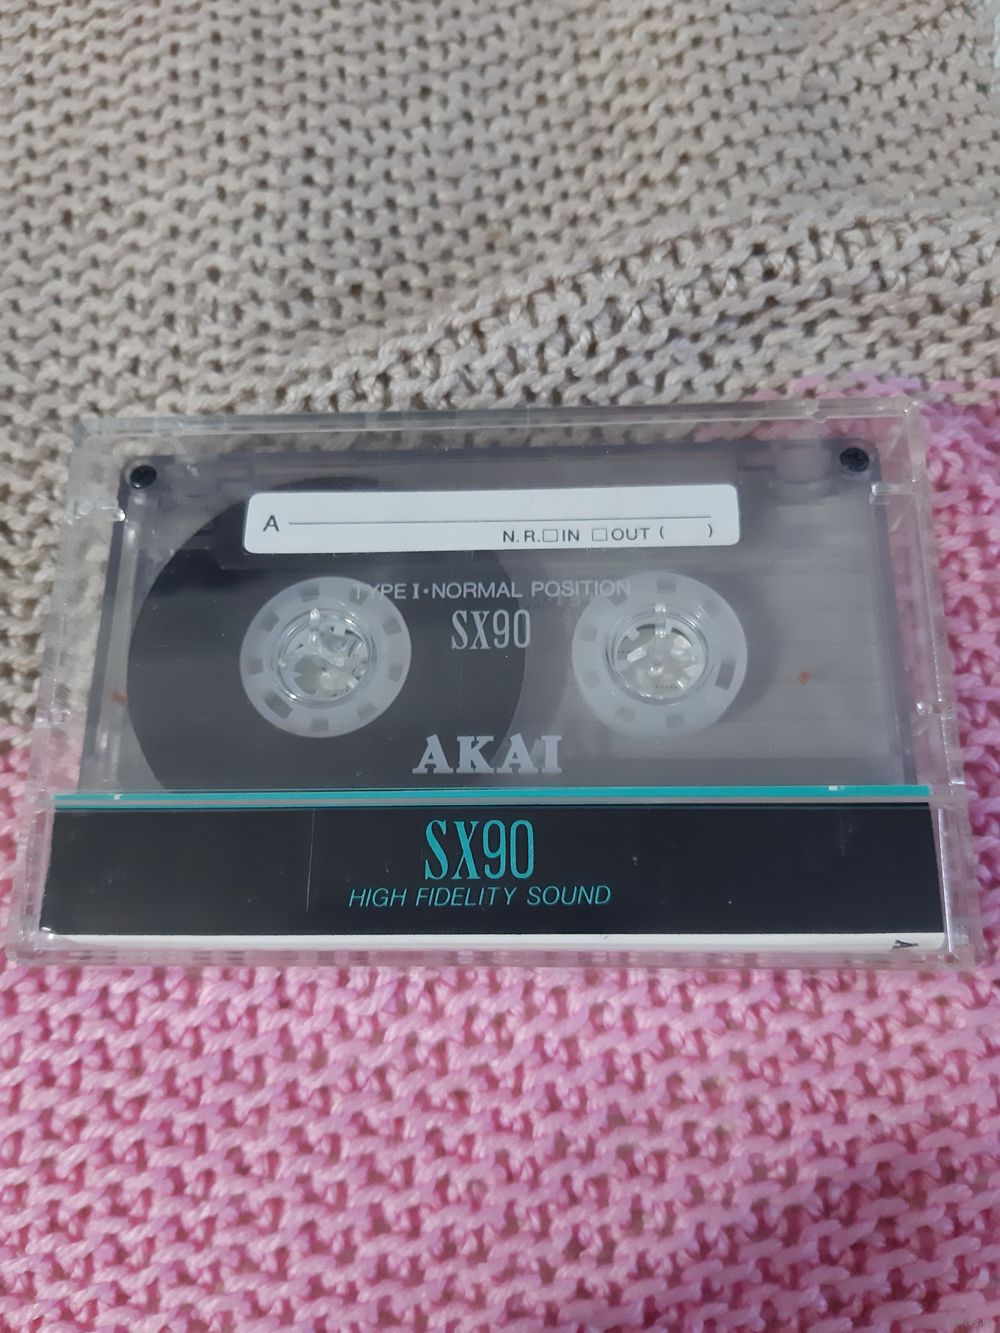 A
N.R.☐IN ☐OUT ( )
TYPE I•NORMAL POSITION
SX90
AKAI
SX90
HIGH FIDELITY SOUND
A